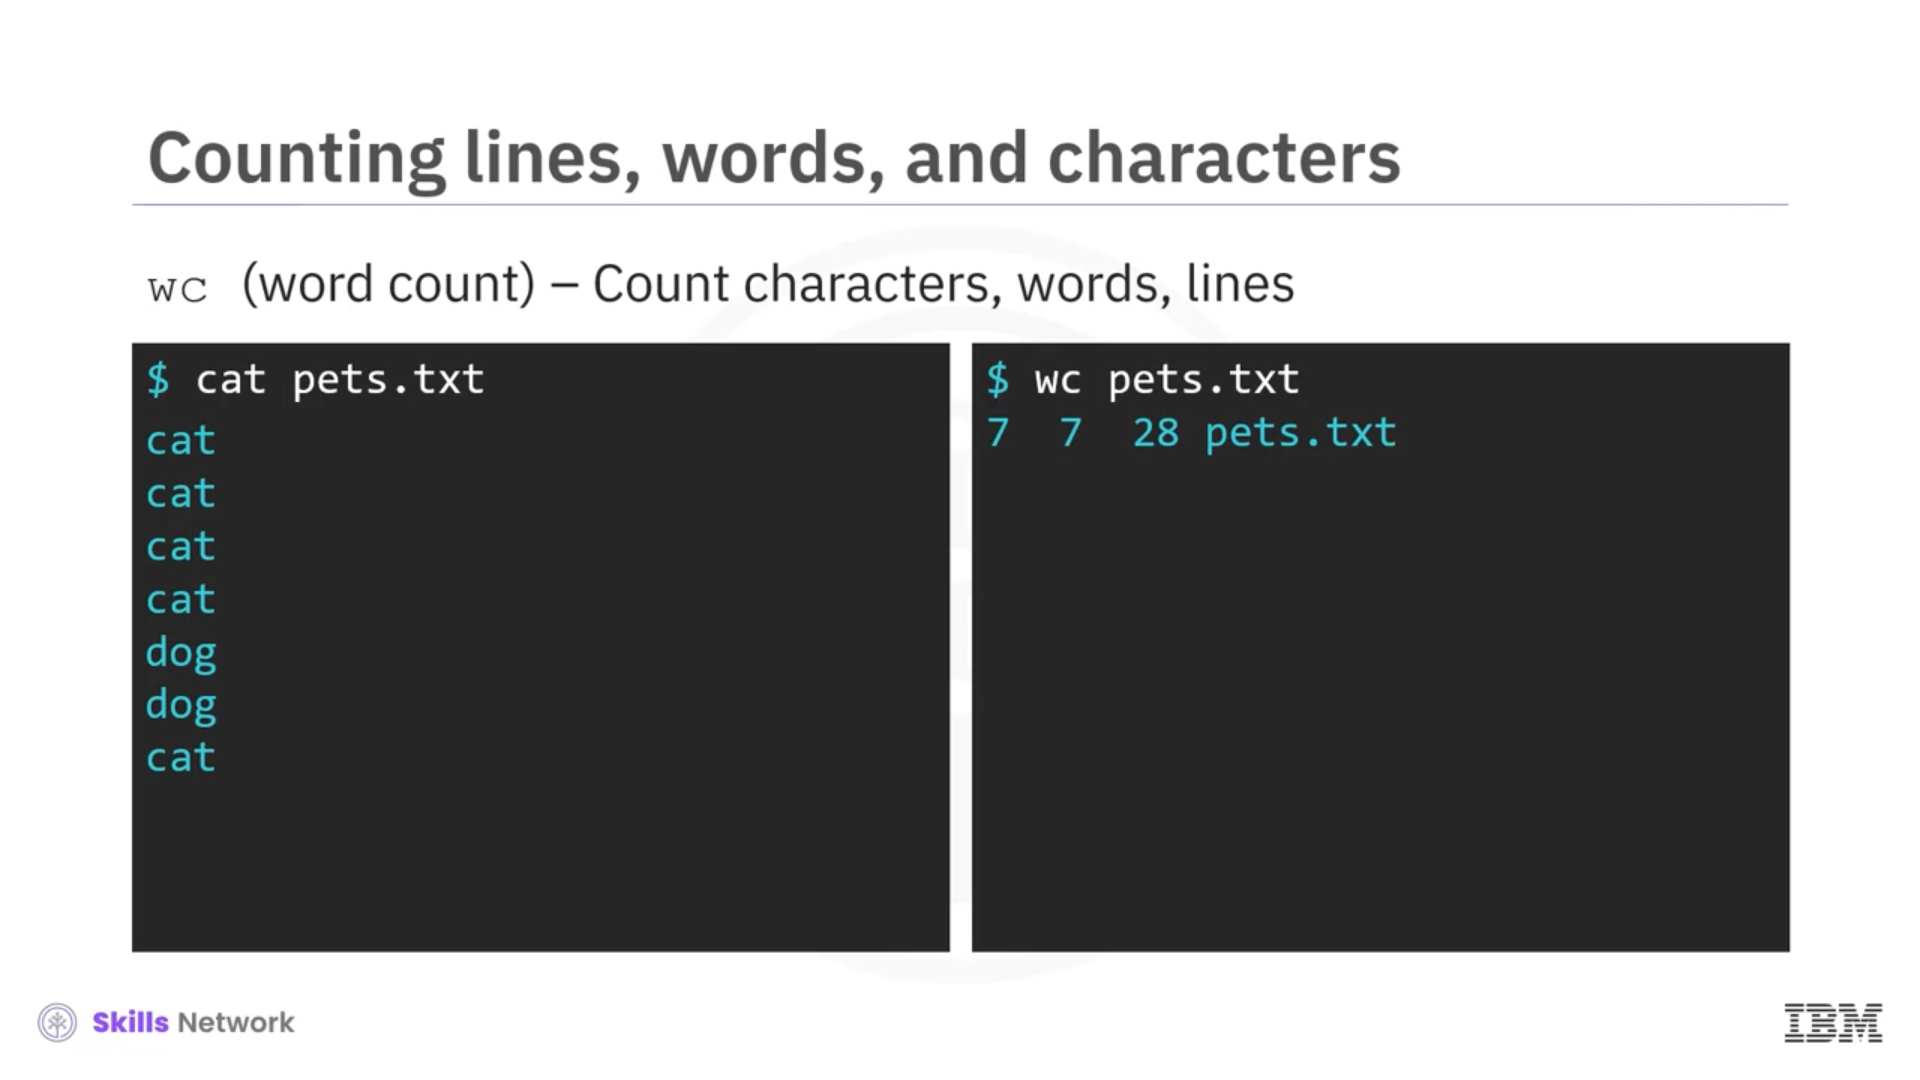 Counting lines, words, and characters
wc (word count) – Count characters, words, lines
$ cat pets.txt
cat
cat
cat
cat
dog
dog
cat
$ wc pets.txt
7  7  28 pets.txt
Skills Network
IBM